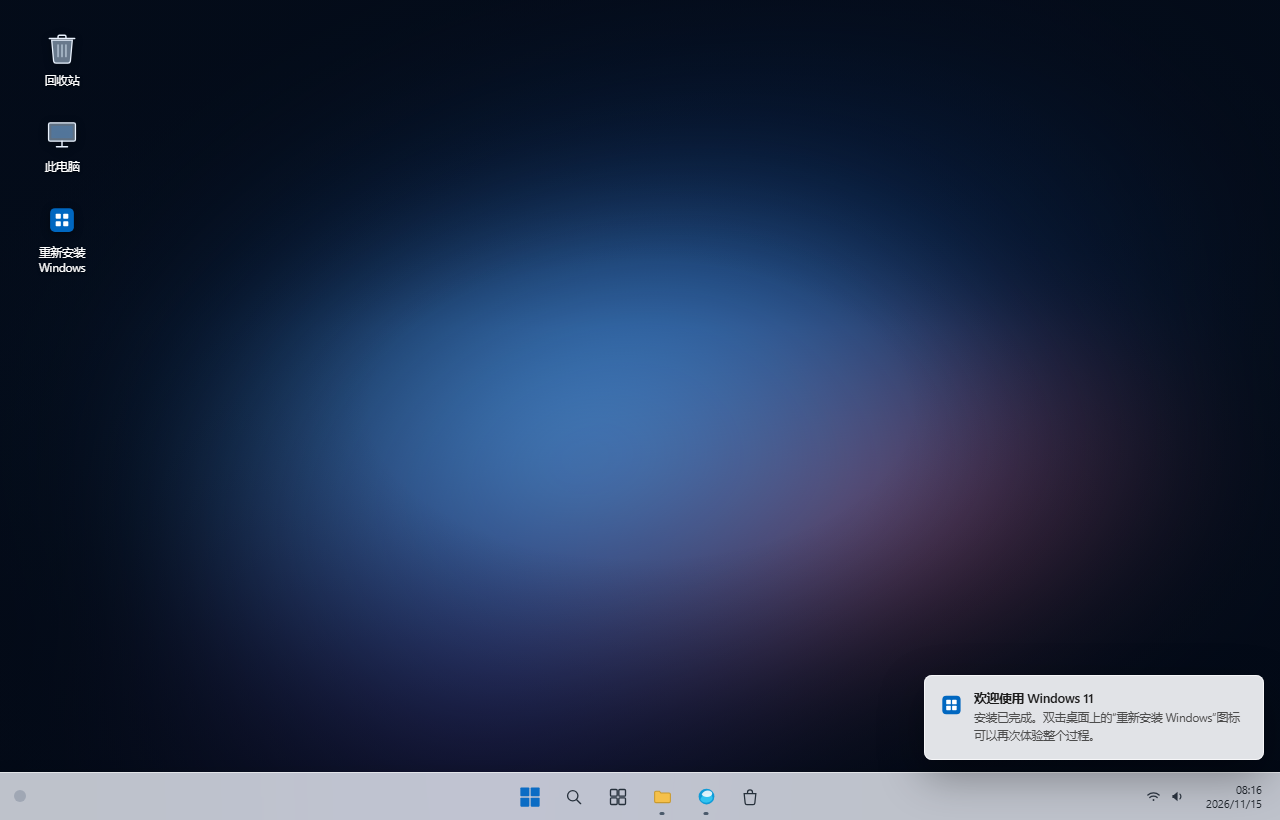 回收站
此电脑
重新安装
Windows
欢迎使用 Windows 11
安装已完成。双击桌面上的"重新安装 Windows"图标
可以再次体验整个过程。
08:16
2026/11/15